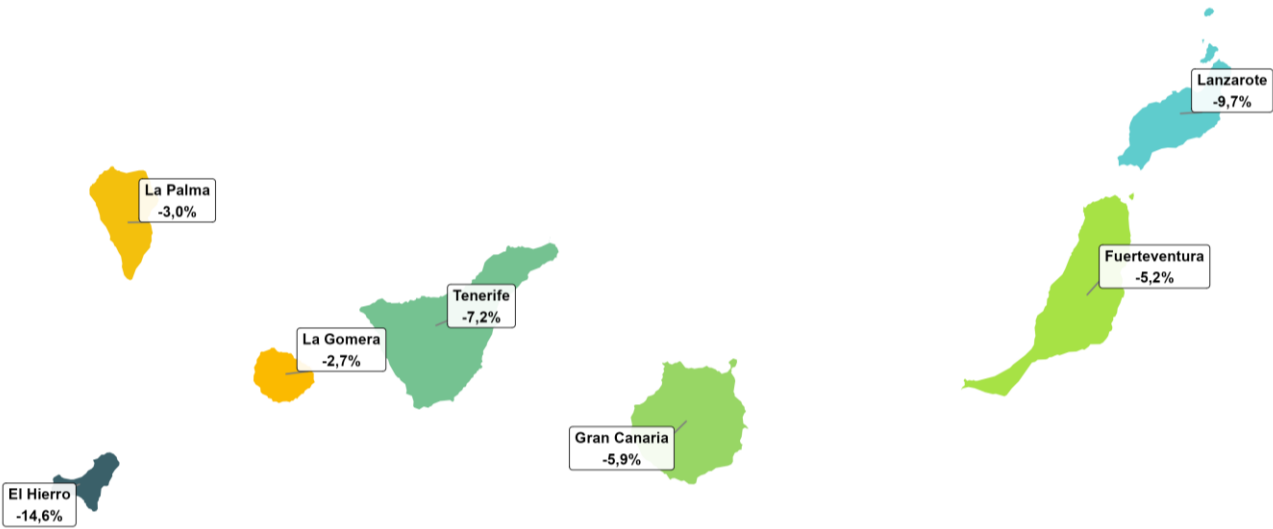 Lanzarote
-9,7%
La Palma
-3,0%
Fuerteventura
-5,2%
Tenerife
-7,2%
La Gomera
-2,7%
Gran Canaria
-5,9%
El Hierro
-14,6%